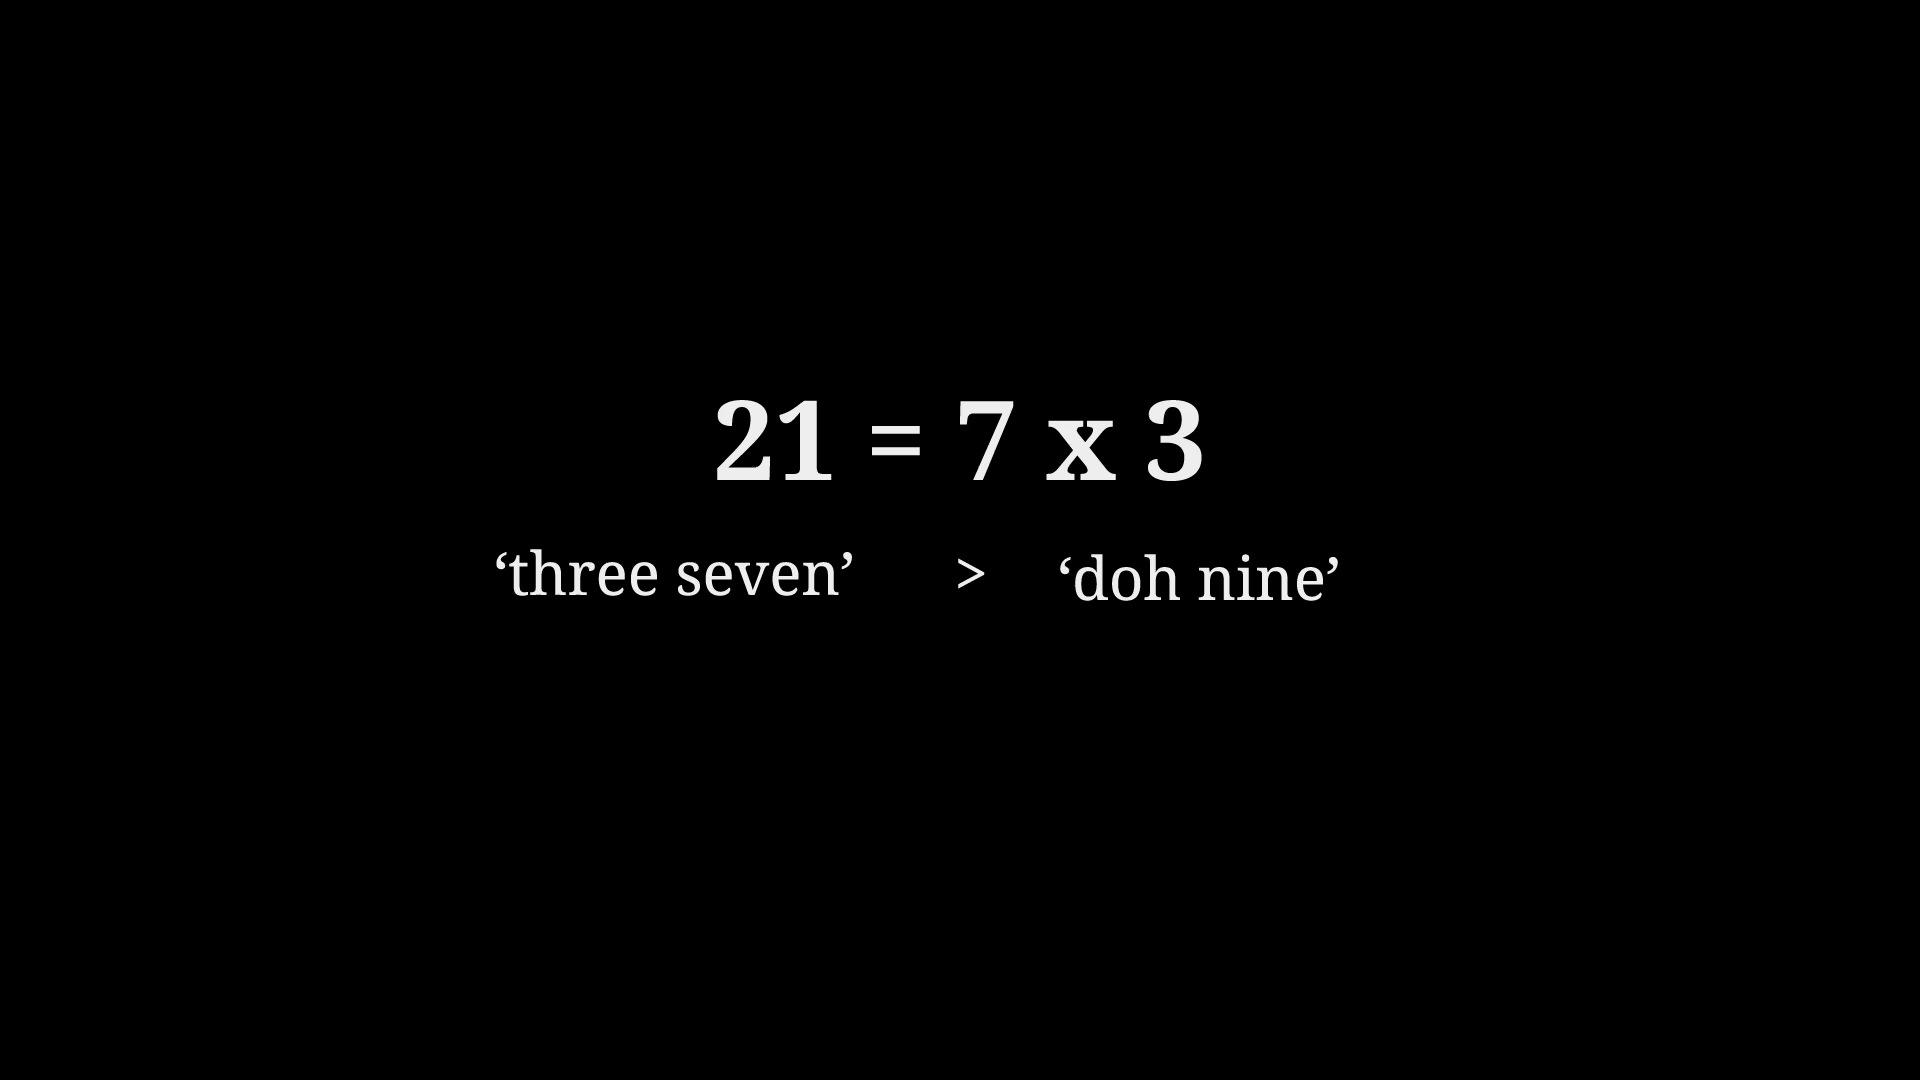 21 = 7 x 3
‘three seven’ > ‘doh nine’